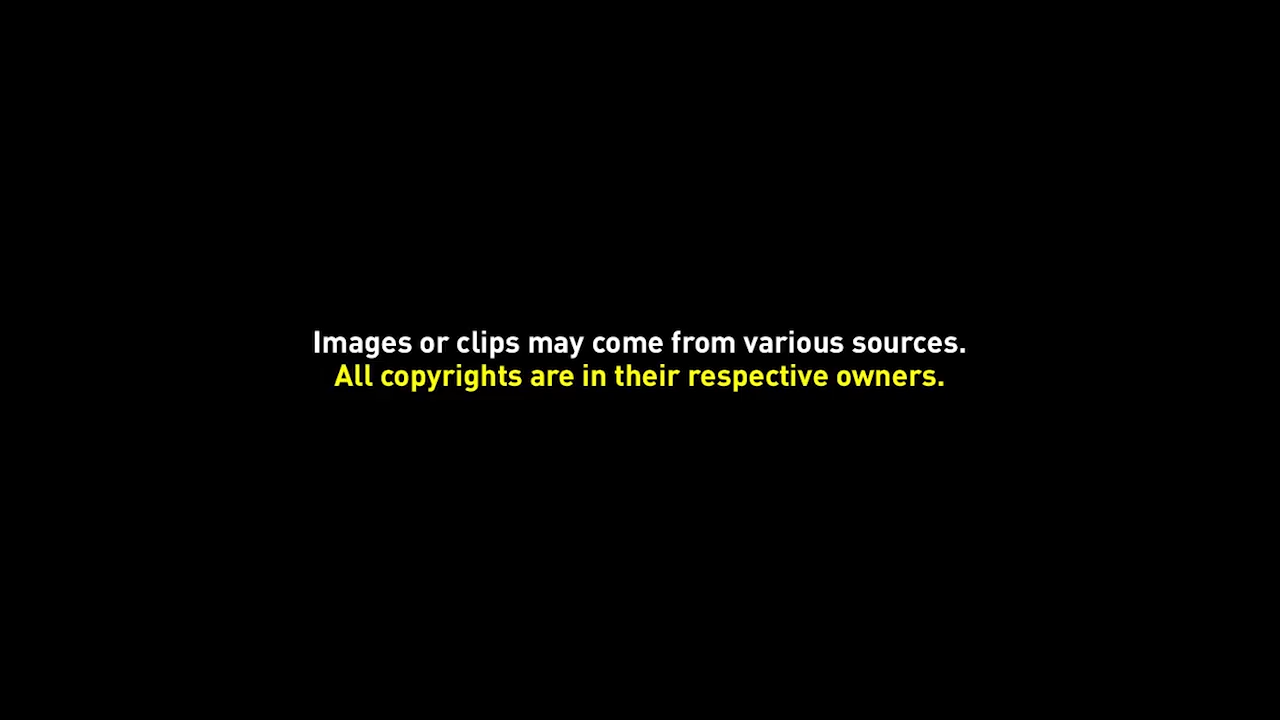 Images or clips may come from various sources.
All copyrights are in their respective owners.